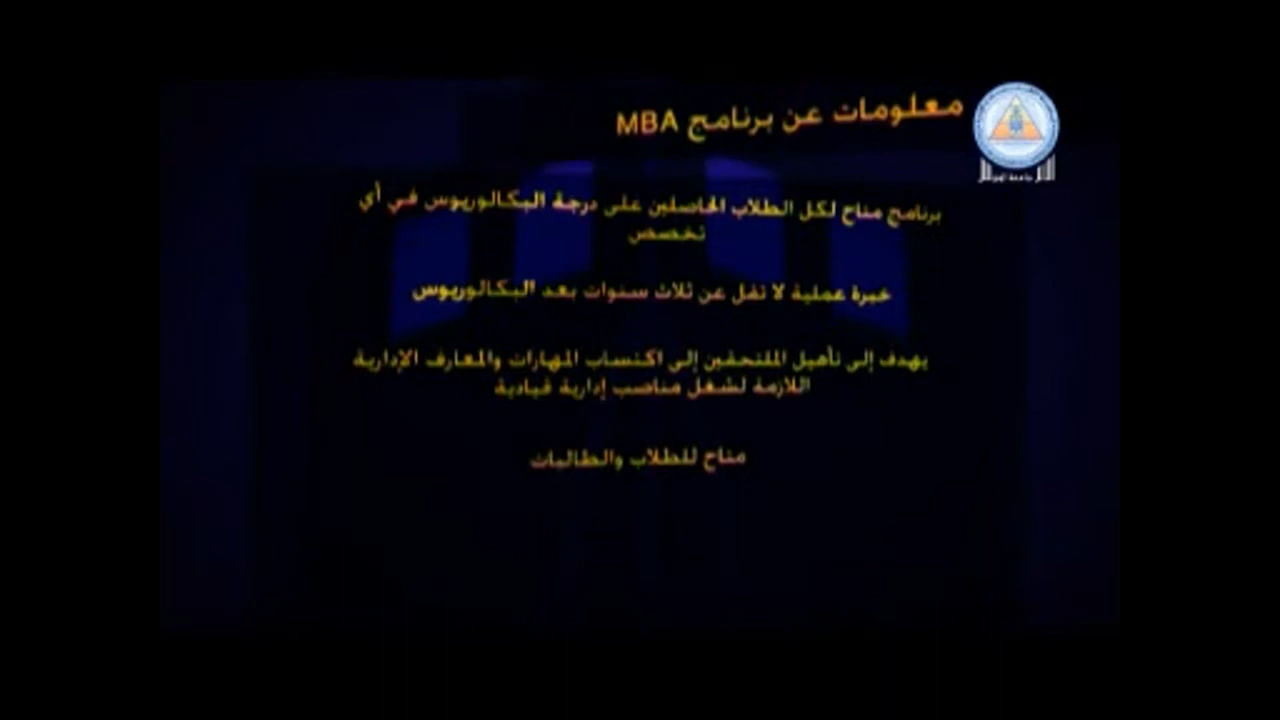 معلومات عن برنامج MBA
برنامج متاح لكل الطلاب الحاصلين على درجة البكالوريوس في أي
تخصص
خبرة عملية لا تقل عن ثلاث سنوات بعد البكالوريوس
يهدف إلى تأهيل الملتحقين إلى اكتساب المهارات والمعارف الإدارية
اللازمة لشغل مناصب إدارية قيادية
متاح للطلاب والطالبات